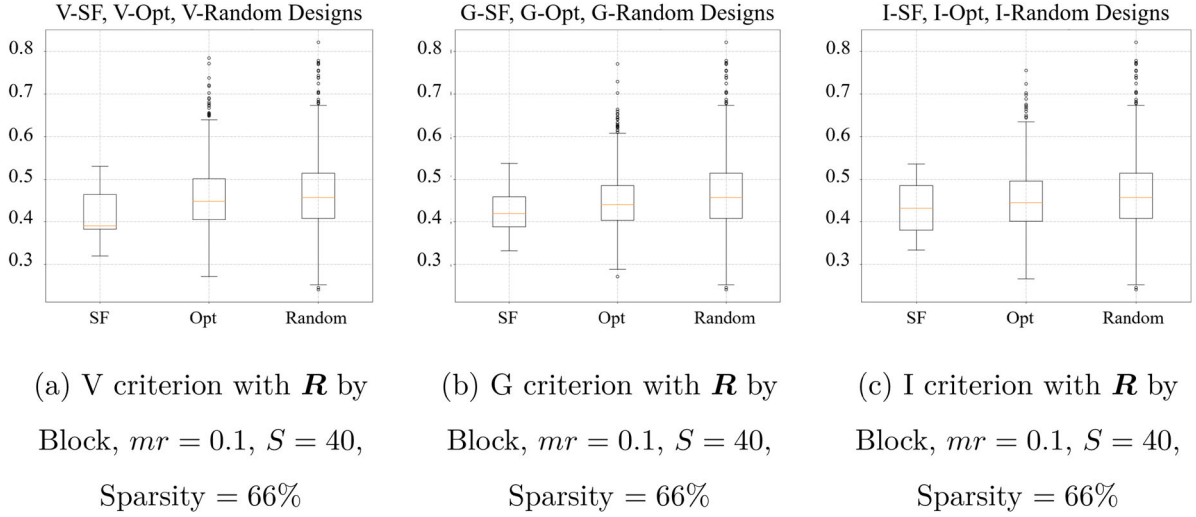 V-SF, V-Opt, V-Random Designs
0.8
0.7
0.6
0.5
0.4
0.3
SF Opt Random
(a) V criterion with R by
Block, mr = 0.1, S = 40,
Sparsity = 66%
G-SF, G-Opt, G-Random Designs
0.8
0.7
0.6
0.5
0.4
0.3
SF Opt Random
(b) G criterion with R by
Block, mr = 0.1, S = 40,
Sparsity = 66%
I-SF, I-Opt, I-Random Designs
0.8
0.7
0.6
0.5
0.4
0.3
SF Opt Random
(c) I criterion with R by
Block, mr = 0.1, S = 40,
Sparsity = 66%